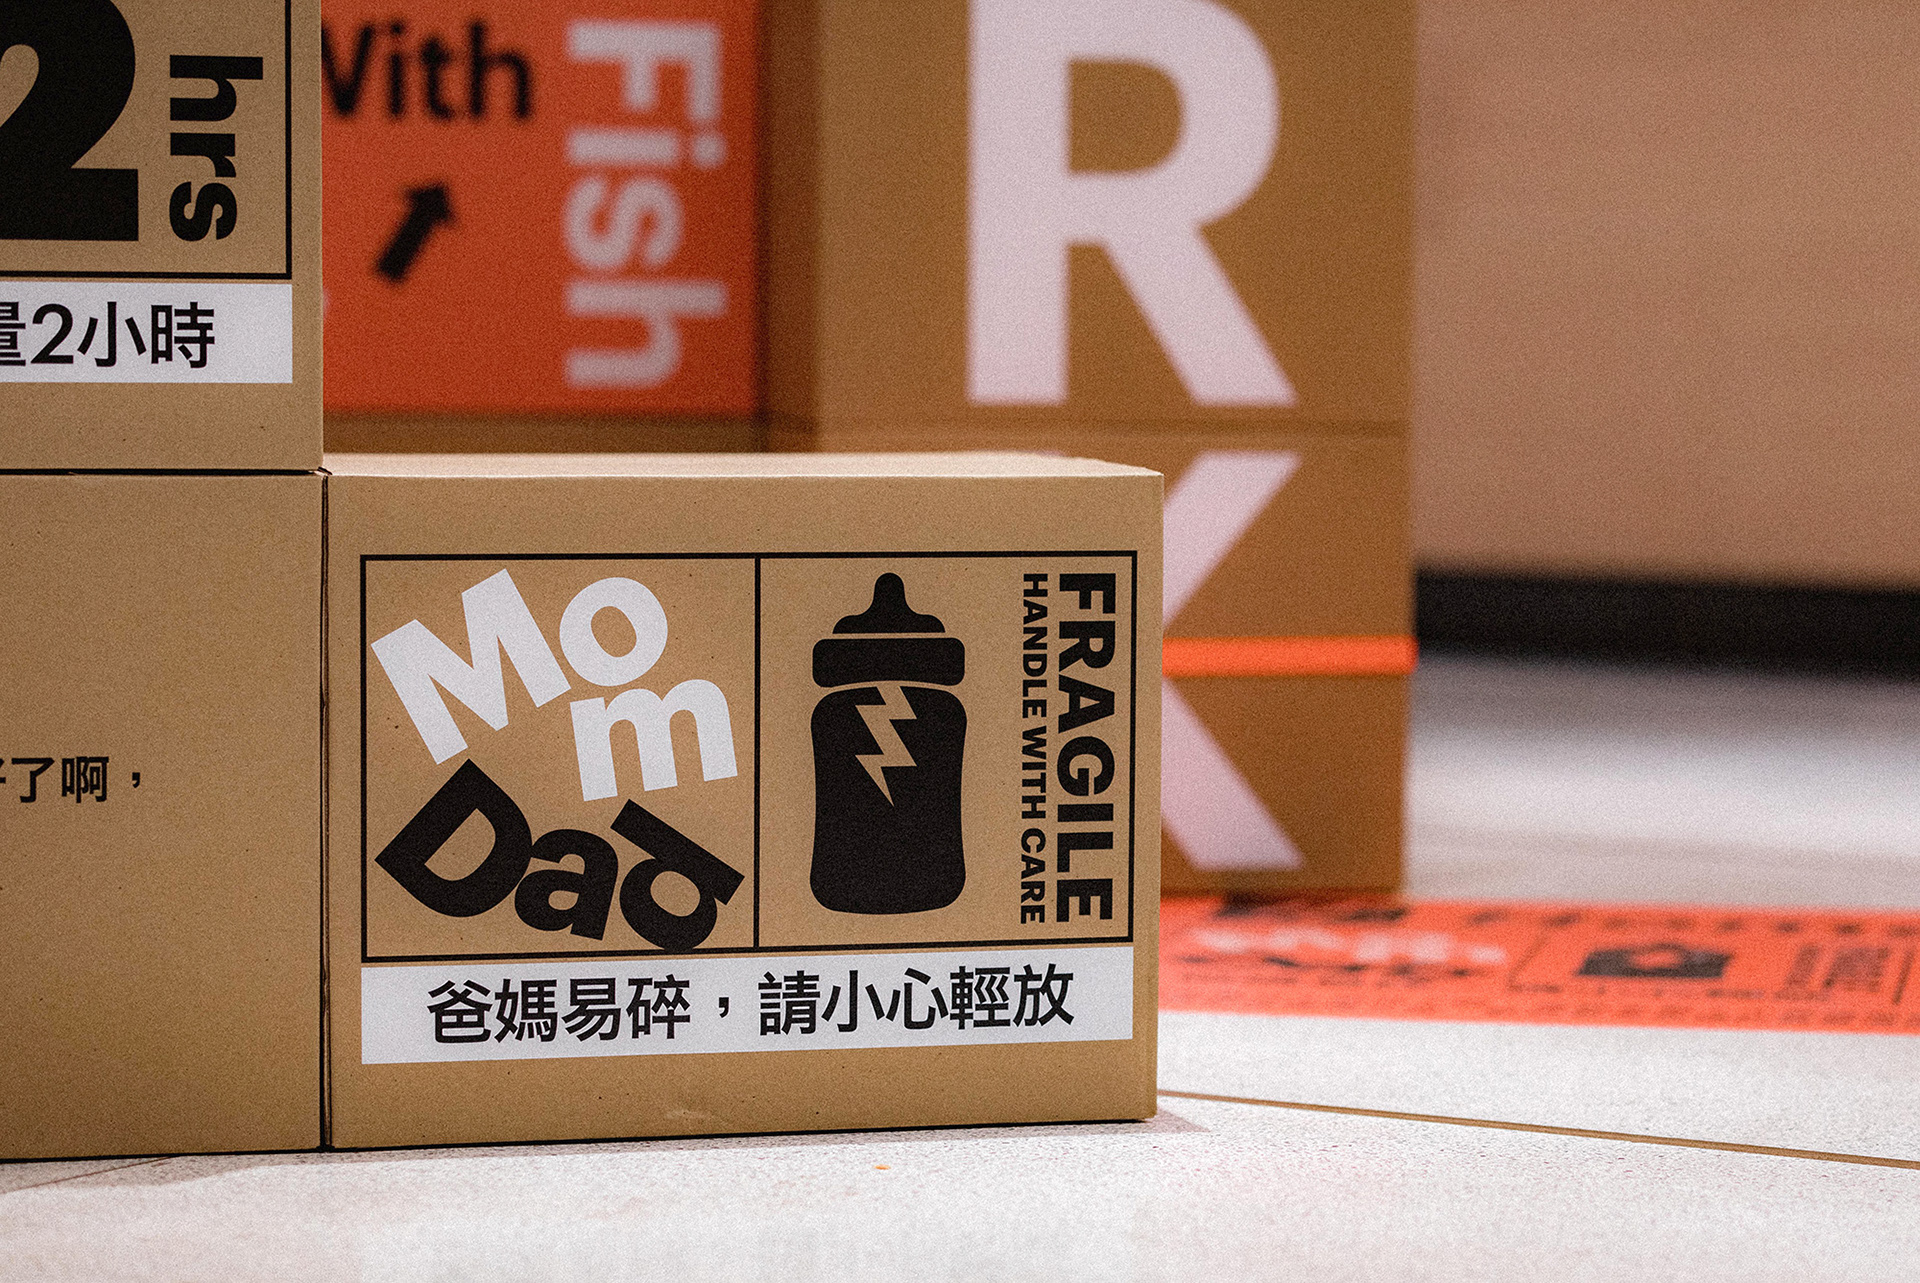 2
hrs
量2小時
With
Fish
R
K
了啊，
Mom
Dad
FRAGILE
HANDLE WITH CARE
爸媽易碎，請小心輕放